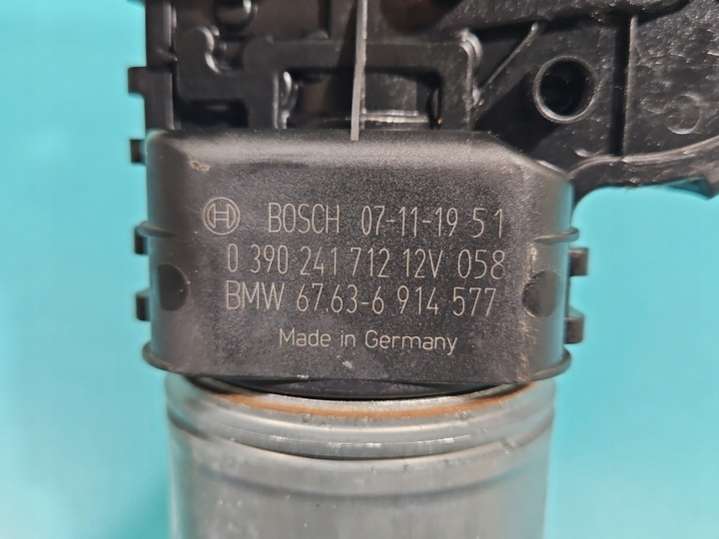 BOSCH 07-11-19 51
0 390 241 712 12V 058
BMW 67.63-6 914 577
Made in Germany